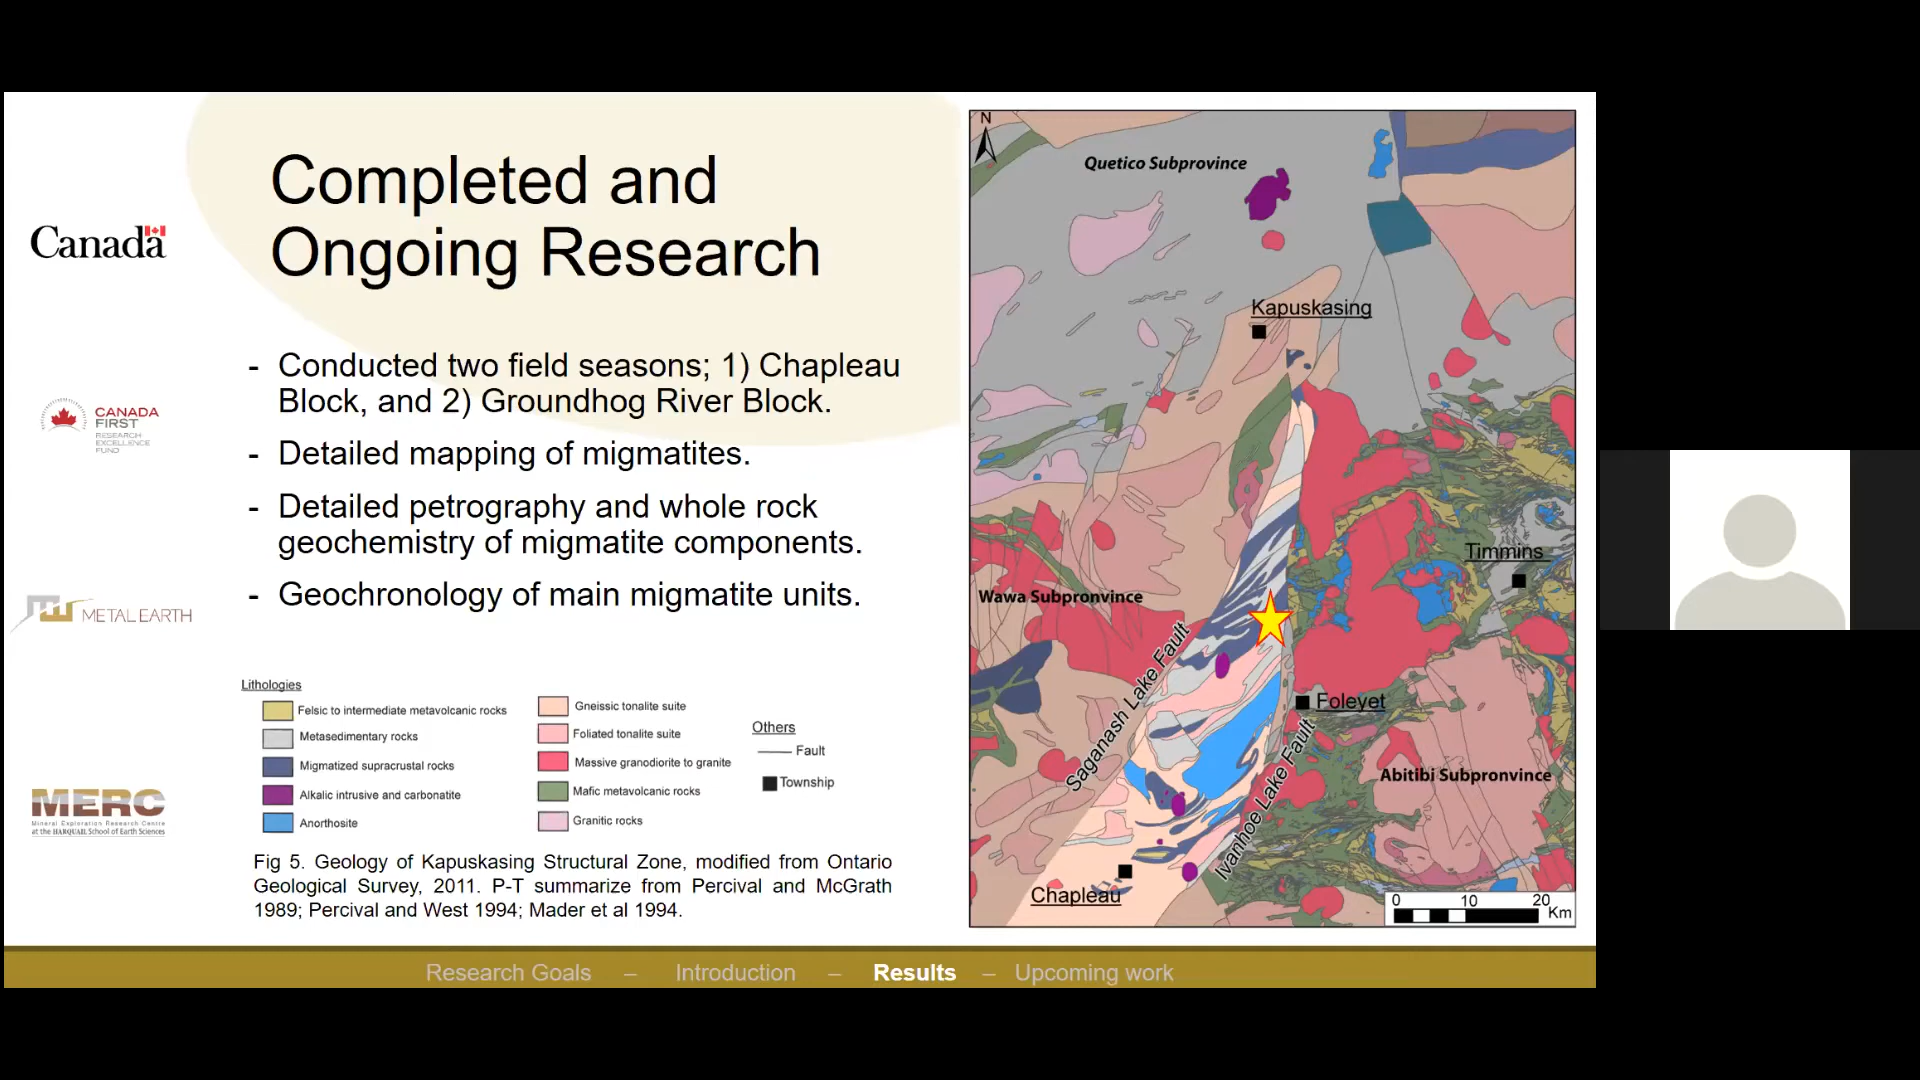 Completed and
Ongoing Research
- Conducted two field seasons; 1) Chapleau
Block, and 2) Groundhog River Block.
- Detailed mapping of migmatites.
- Detailed petrography and whole rock
geochemistry of migmatite components.
- Geochronology of main migmatite units.
Canada
CANADA
FIRST
RESEARCH
EXCELLENCE
FUND
METAL EARTH
MERC
Mineral Exploration Research Centre
at the HARQUAIL School of Earth Sciences
Lithologies
Felsic to intermediate metavolcanic rocks
Metasedimentary rocks
Migmatized supracrustal rocks
Alkalic intrusive and carbonatite
Anorthosite
Gneissic tonalite suite
Foliated tonalite suite
Massive granodiorite to granite
Mafic metavolcanic rocks
Granitic rocks
Others
Fault
Township
Fig 5. Geology of Kapuskasing Structural Zone, modified from Ontario
Geological Survey, 2011. P-T summarize from Percival and McGrath
1989; Percival and West 1994; Mader et al 1994.
N
Quetico Subprovince
Kapuskasing
Timmins
Wawa Subpronvince
Saganash Lake Fault
Foleyet
Ivanhoe Lake Fault
Abitibi Subpronvince
Chapleau
0 10 20
Km
Research Goals – Introduction – Results – Upcoming work